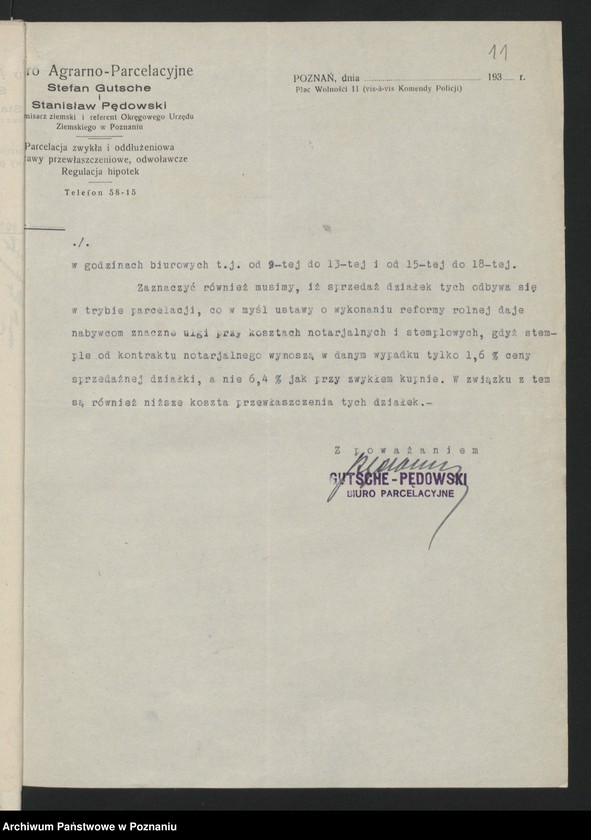 11
ro Agrarno-Parcelacyjne
Stefan Gutsche
i
Stanisław Pędowski
misarz ziemski i referent Okręgowego Urzędu
Ziemskiego w Poznaniu
Parcelacja zwykła i oddłużeniowa
awy przewłaszczeniowe, odwoławcze
Regulacja hipotek
Telefon 58-15
POZNAŃ, dnia 193 r.
Plac Wolności 11 (vis-à-vis Komendy Policji)
./.
w godzinach biurowych t.j. od 9-tej do 13-tej i od 15-tej do 18-tej.
Zaznaczyć również musimy, iż sprzedaż działek tych odbywa się
w trybie parcelacji, co w myśl ustawy o wykonaniu reformy rolnej daje
nabywcom znaczne ulgi przy kosztach notarjalnych i stemplowych, gdyż stem-
ple od kontraktu notarjalnego wynoszą w danym wypadku tylko 1,6 % ceny
sprzedażnej działki, a nie 6,4 % jak przy zwykłem kupnie. W związku z tem
są również niższe koszta przewłaszczenia tych działek.-
Z poważaniem
GUTSCHE-PĘDOWSKI
BIURO PARCELACYJNE
Archiwum Państwowe w Poznaniu